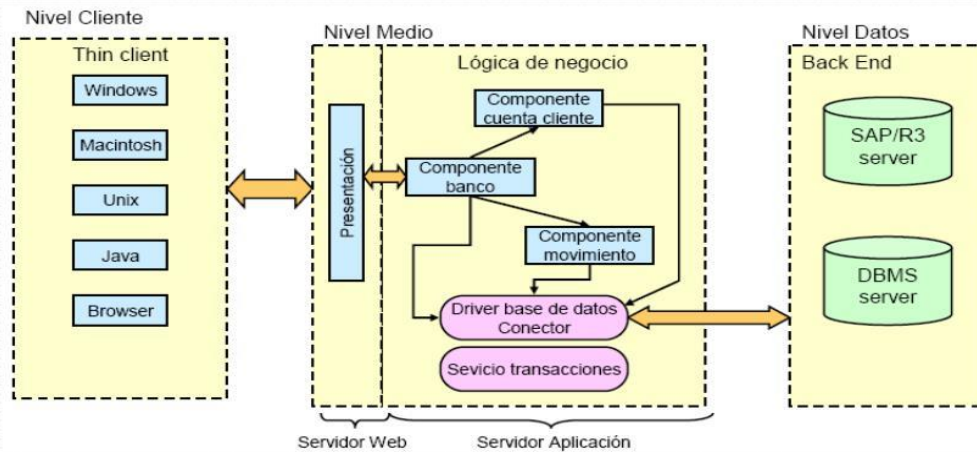 Nivel Cliente
Thin client
Windows
Macintosh
Unix
Java
Browser
Nivel Medio
Presentación
Lógica de negocio
Componente
cuenta cliente
Componente
banco
Componente
movimiento
Driver base de datos
Conector
Sevicio transacciones
Servidor Web
Servidor Aplicación
Nivel Datos
Back End
SAP/R3
server
DBMS
server